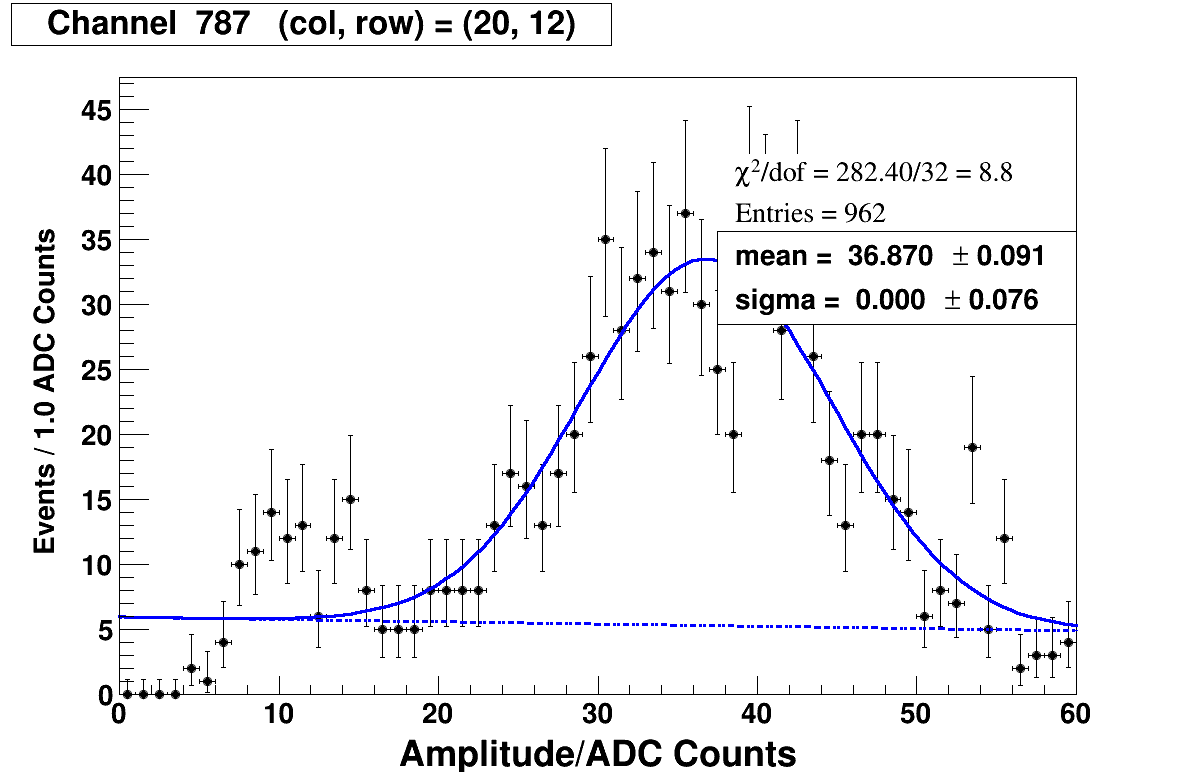 Channel 787 (col, row) = (20, 12)
45
40
35
30
25
20
15
10
5
0
Events / 1.0 ADC Counts
χ²/dof = 282.40/32 = 8.8
Entries = 962
mean = 36.870 ± 0.091
sigma = 0.000 ± 0.076
0 10 20 30 40 50 60
Amplitude/ADC Counts